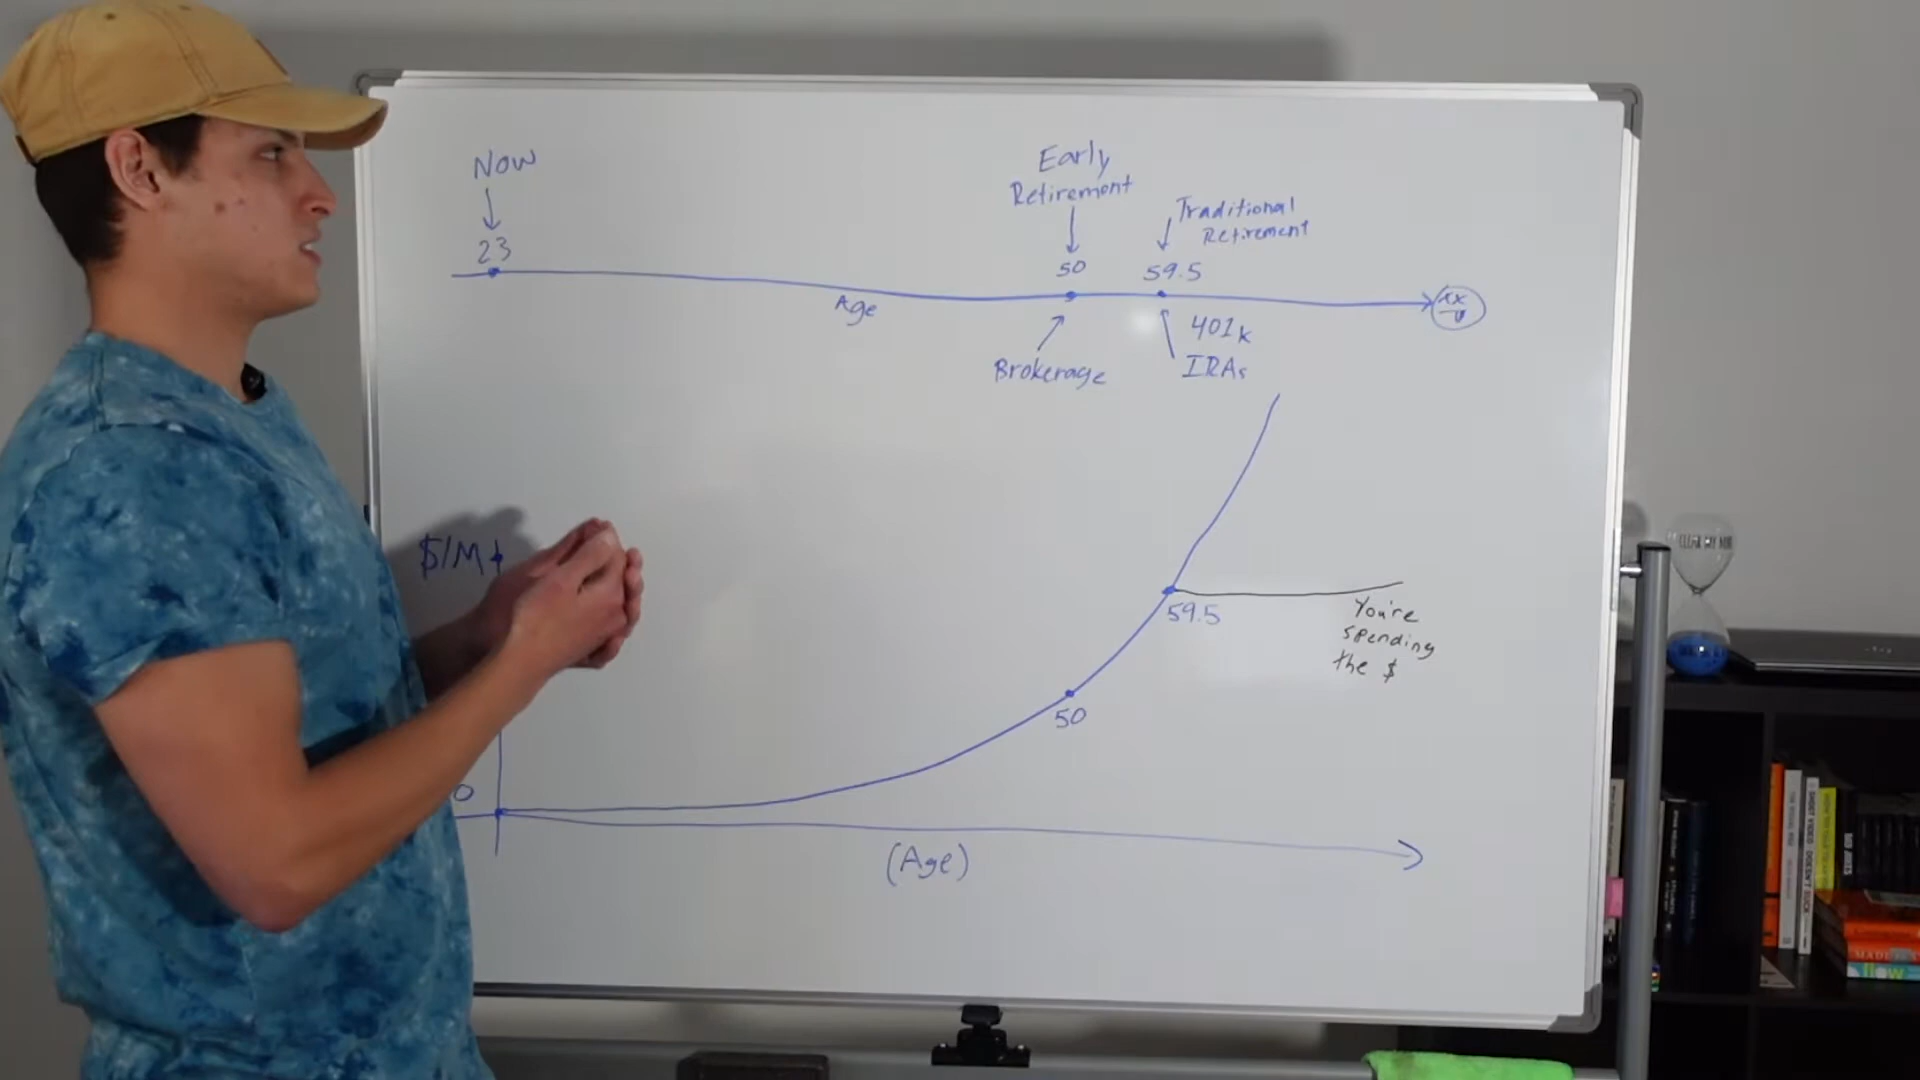 Now
23
Early
Retirement
50
Traditional
Retirement
59.5
Age
Brokerage
401k
IRAs
$/M
59.5
You're
spending
the $
50
0
(Age)